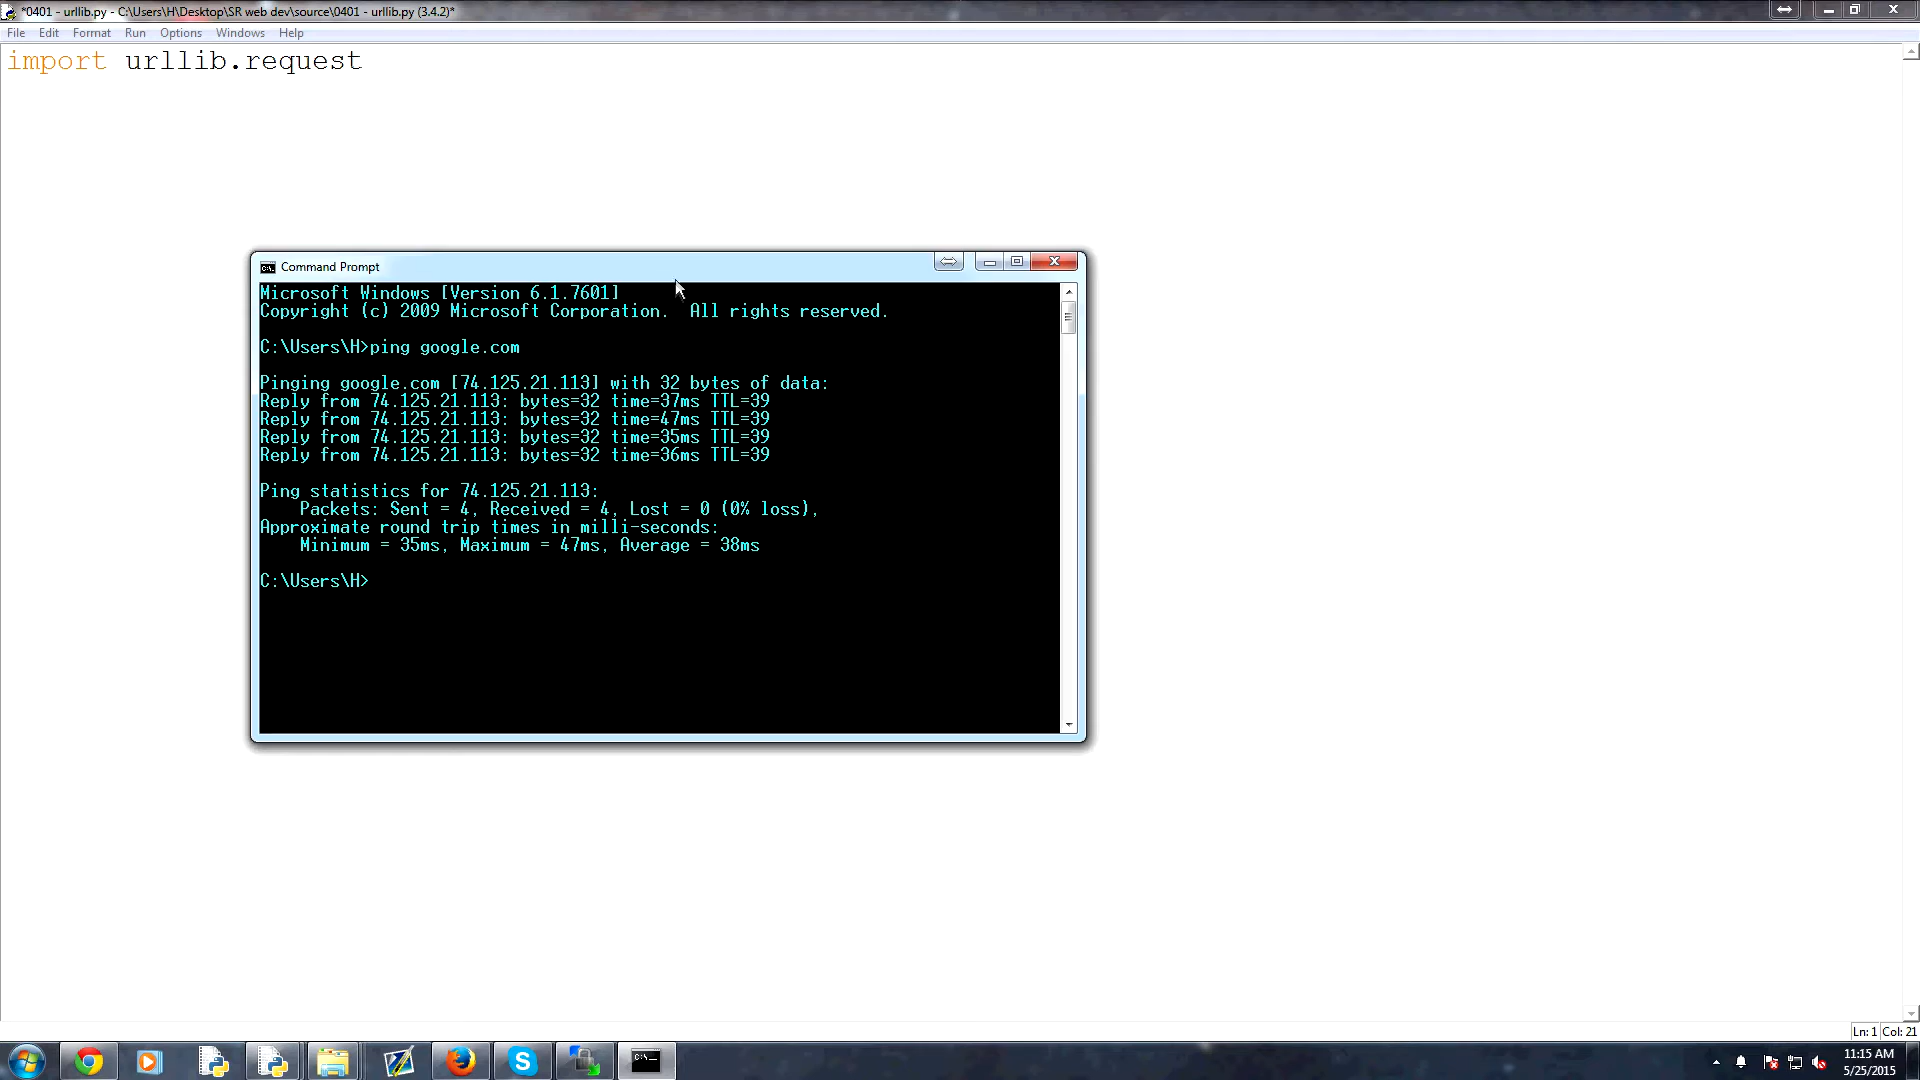 *0401 - urllib.py - C:\Users\H\Desktop\SR web dev\source\0401 - urllib.py (3.4.2)*
File Edit Format Run Options Windows Help
import urllib.request
Command Prompt
Microsoft Windows [Version 6.1.7601]
Copyright (c) 2009 Microsoft Corporation.  All rights reserved.
C:\Users\H>ping google.com
Pinging google.com [74.125.21.113] with 32 bytes of data:
Reply from 74.125.21.113: bytes=32 time=37ms TTL=39
Reply from 74.125.21.113: bytes=32 time=47ms TTL=39
Reply from 74.125.21.113: bytes=32 time=35ms TTL=39
Reply from 74.125.21.113: bytes=32 time=36ms TTL=39
Ping statistics for 74.125.21.113:
    Packets: Sent = 4, Received = 4, Lost = 0 (0% loss),
Approximate round trip times in milli-seconds:
    Minimum = 35ms, Maximum = 47ms, Average = 38ms
C:\Users\H>
Ln: 1 Col: 21
11:15 AM
5/25/2015